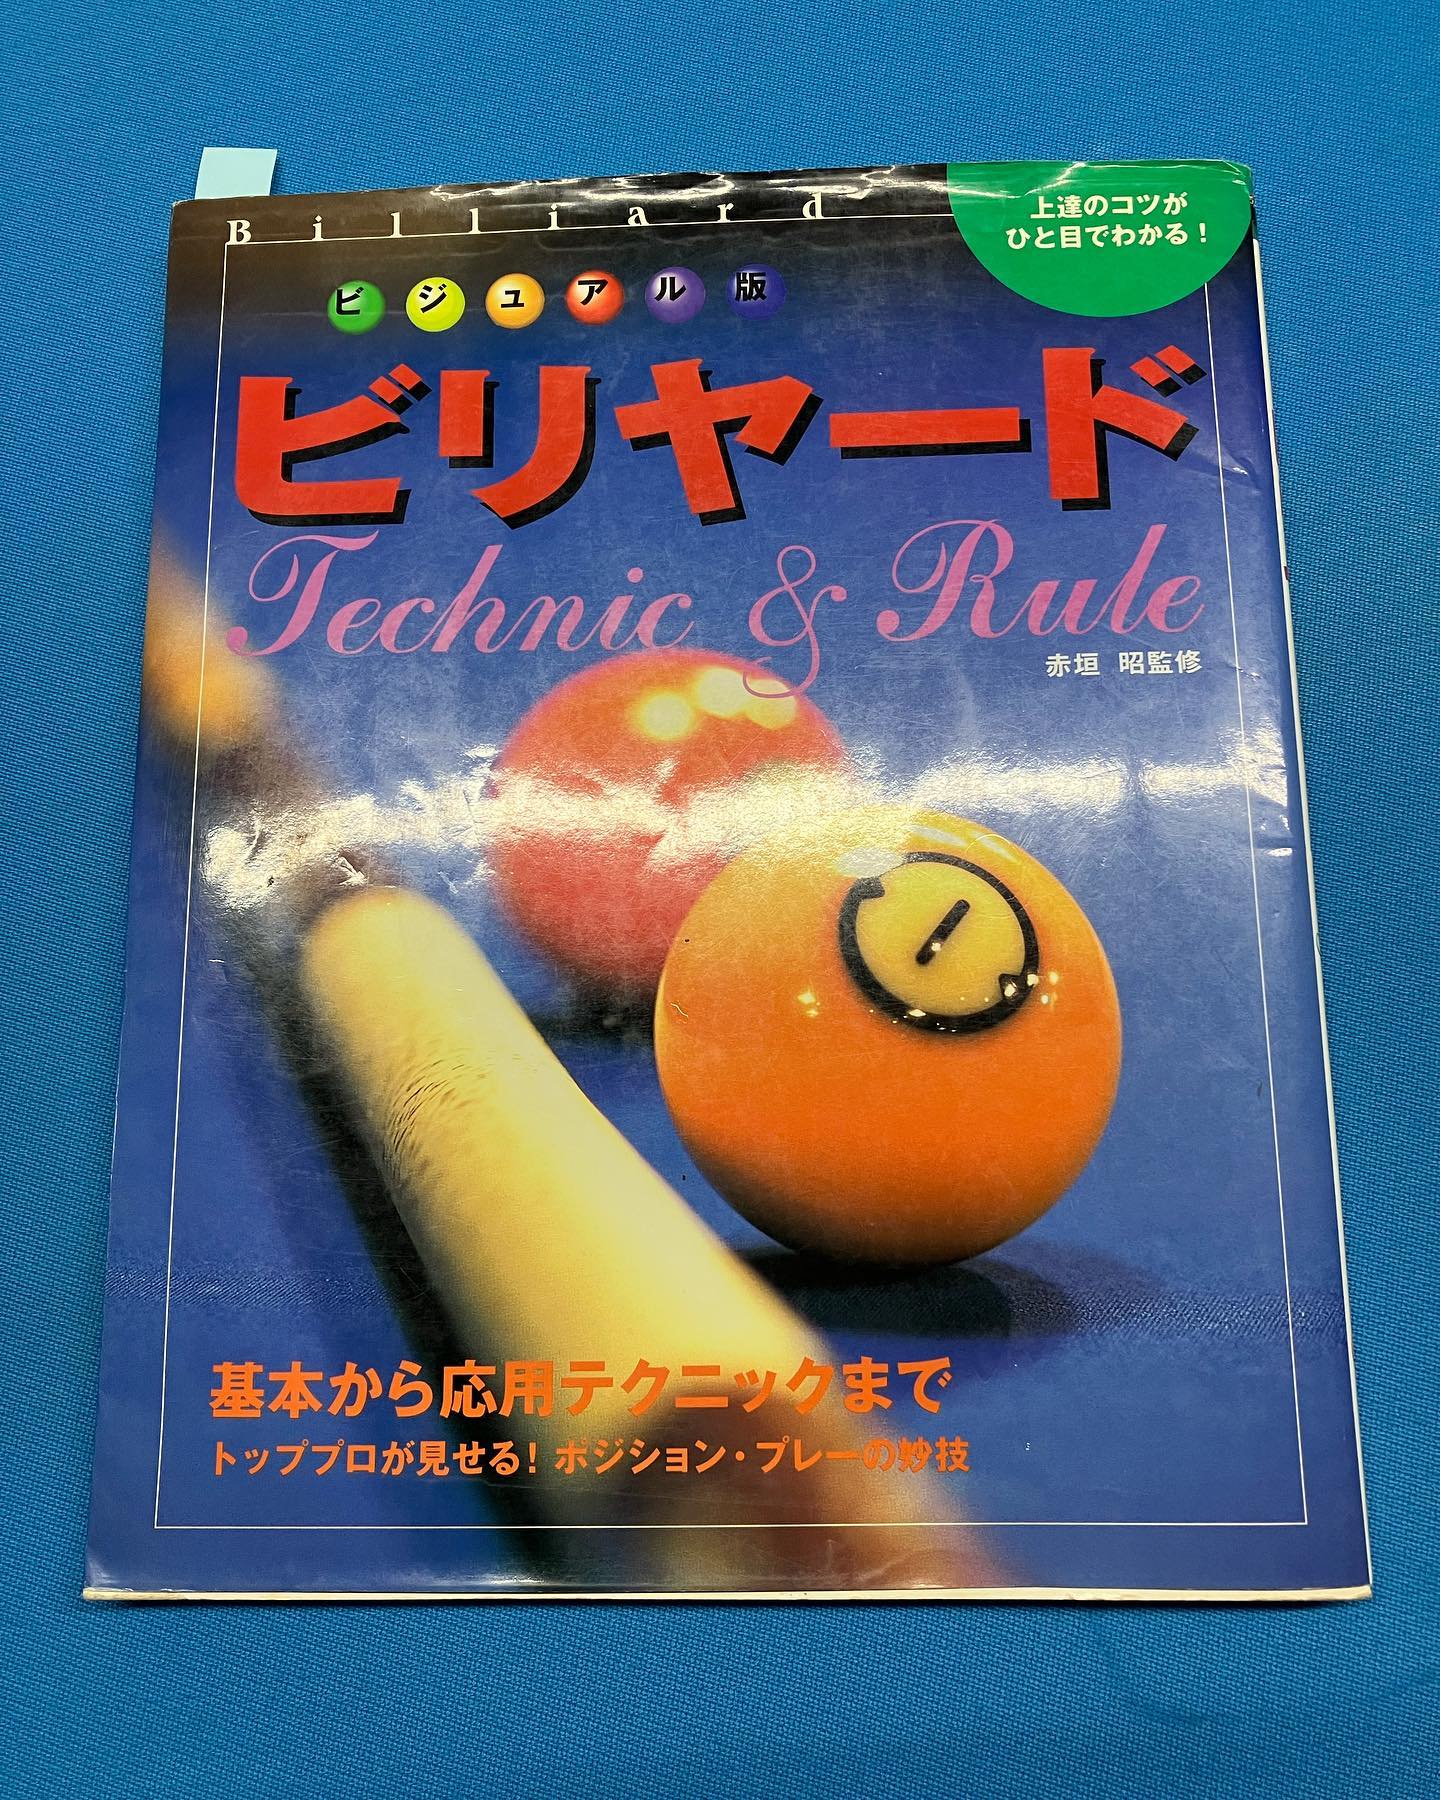 Billiard
上達のコツが
ひと目でわかる！
ビジュアル版
ビリヤード
Technic & Rule
赤垣 昭監修
1
基本から応用テクニックまで
トッププロが見せる！ポジション・プレーの妙技